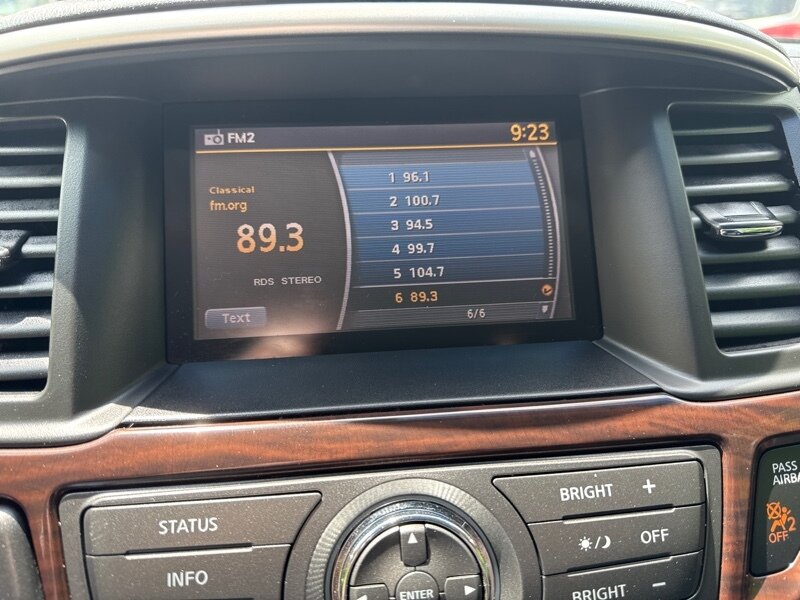 FM2
9:23
Classical
fm.org
89.3
RDS STEREO
Text
1 96.1
2 100.7
3 94.5
4 99.7
5 104.7
6 89.3
6/6
STATUS
INFO
ENTER
BRIGHT +
OFF
BRIGHT -
PASS
AIRBA
2
OFF